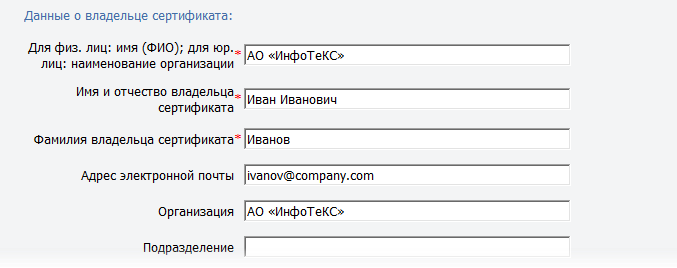 Данные о владельце сертификата:
Для физ. лиц: имя (ФИО); для юр.
лиц: наименование организации*
АО «ИнфоТеКС»
Имя и отчество владельца
сертификата*
Иван Иванович
Фамилия владельца сертификата*
Иванов
Адрес электронной почты
ivanov@company.com
Организация
АО «ИнфоТеКС»
Подразделение